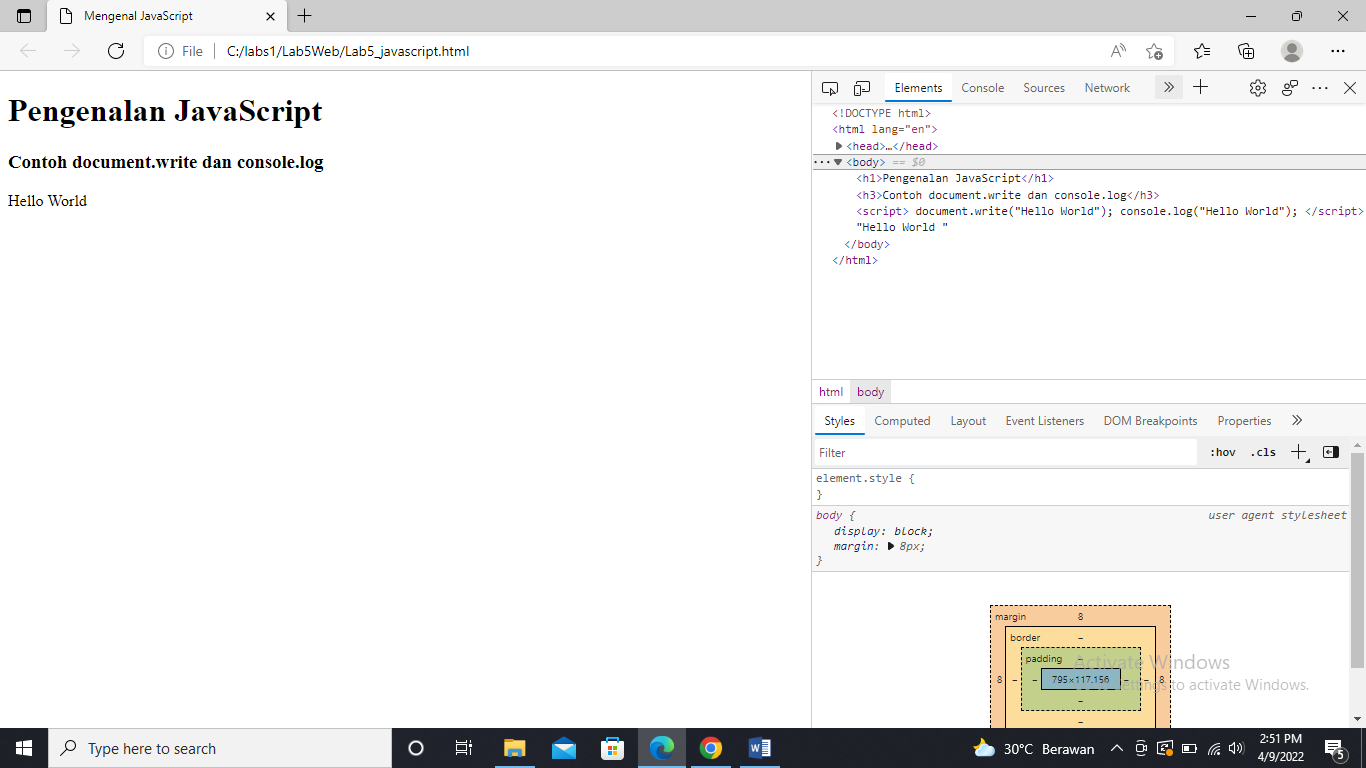 Mengenal JavaScript
File
C:/labs1/Lab5Web/Lab5_javascript.html
Pengenalan JavaScript
Contoh document.write dan console.log
Hello World
Elements Console Sources Network
<!DOCTYPE html>
<html lang="en">
<head>…</head>
<body> == $0
<h1>Pengenalan JavaScript</h1>
<h3>Contoh document.write dan console.log</h3>
<script> document.write("Hello World"); console.log("Hello World"); </script>
"Hello World "
</body>
</html>
html body
Styles Computed Layout Event Listeners DOM Breakpoints Properties
Filter :hov .cls
element.style {
}
body { user agent stylesheet
display: block;
margin: 8px;
}
margin 8
border –
padding –
8 – – 795×117.156 – – 8
–
–
Activate Windows
to activate Windows.
Type here to search
30°C Berawan
2:51 PM
4/9/2022
5